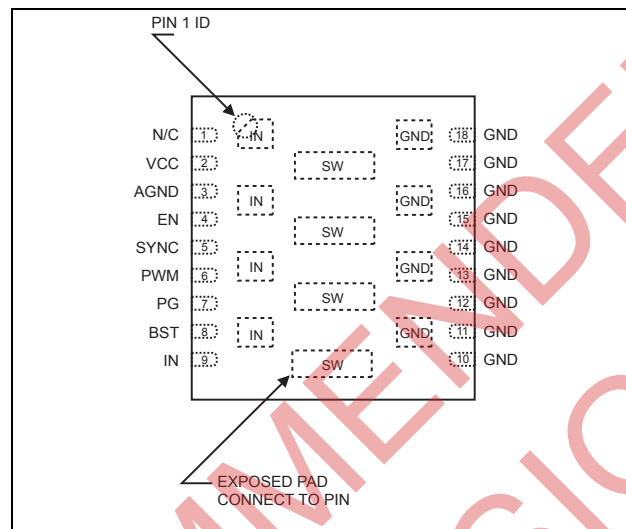 PIN 1 ID
N/C 1 IN GND 18 GND
VCC 2 SW 17 GND
AGND 3 IN GND 16 GND
EN 4 SW 15 GND
SYNC 5 IN GND 14 GND
PWM 6 13 GND
PG 7 SW 12 GND
BST 8 IN GND 11 GND
IN 9 SW 10 GND
EXPOSED PAD
CONNECT TO PIN